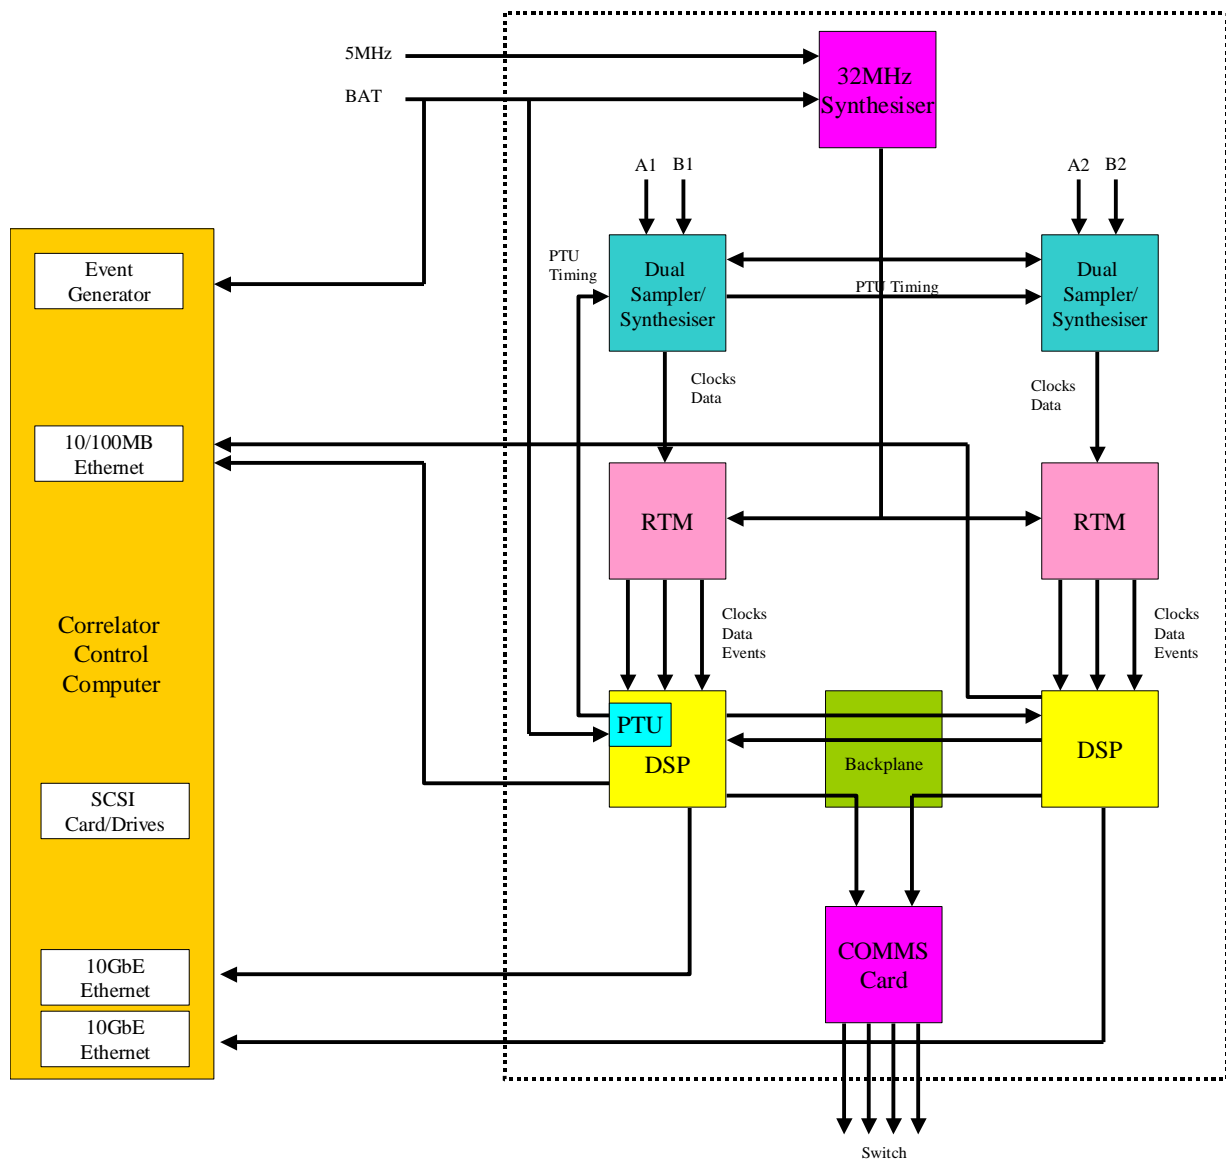 5MHz
BAT
32MHz
Synthesiser
A1
B1
A2
B2
PTU
Timing
Event
Generator
Dual
Sampler/
Synthesiser
PTU Timing
Dual
Sampler/
Synthesiser
Clocks
Data
Clocks
Data
10/100MB
Ethernet
RTM
RTM
Correlator
Control
Computer
Clocks
Data
Events
Clocks
Data
Events
PTU
DSP
Backplane
DSP
SCSI
Card/Drives
10GbE
Ethernet
COMMS
Card
10GbE
Ethernet
Switch